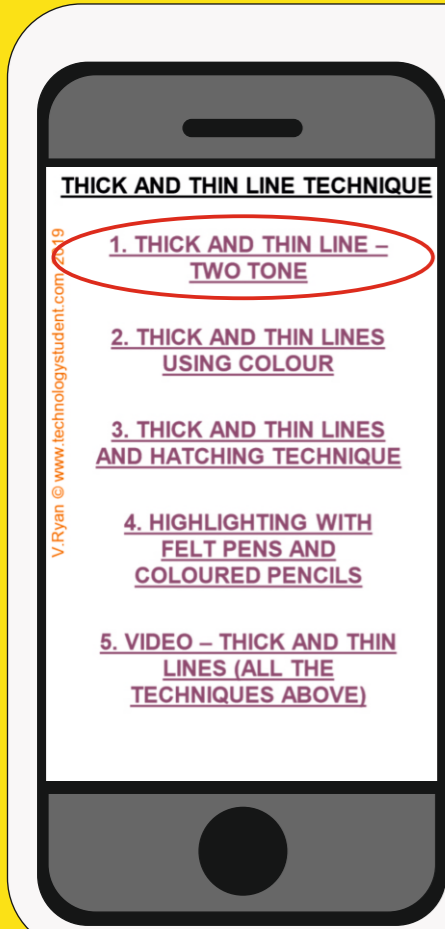 THICK AND THIN LINE TECHNIQUE
1. THICK AND THIN LINE –
TWO TONE
2. THICK AND THIN LINES
USING COLOUR
3. THICK AND THIN LINES
AND HATCHING TECHNIQUE
4. HIGHLIGHTING WITH
FELT PENS AND
COLOURED PENCILS
5. VIDEO – THICK AND THIN
LINES (ALL THE
TECHNIQUES ABOVE)
V.Ryan © www.technologystudent.com 2019